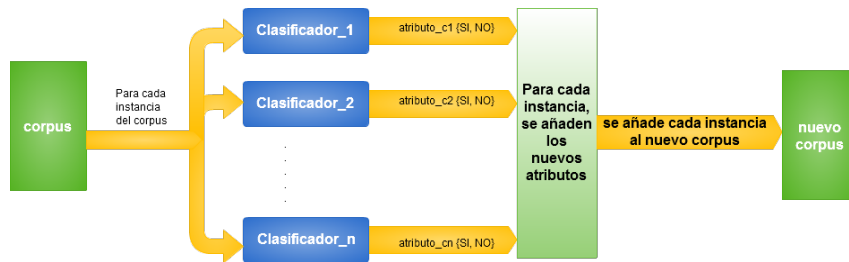 corpus
Para cada
instancia
del corpus
Clasificador_1
atributo_c1 {SI, NO}
Clasificador_2
atributo_c2 {SI, NO}
.
.
.
.
.
Clasificador_n
atributo_cn {SI, NO}
Para cada
instancia,
se añaden
los
nuevos
atributos
se añade cada instancia
al nuevo corpus
nuevo
corpus